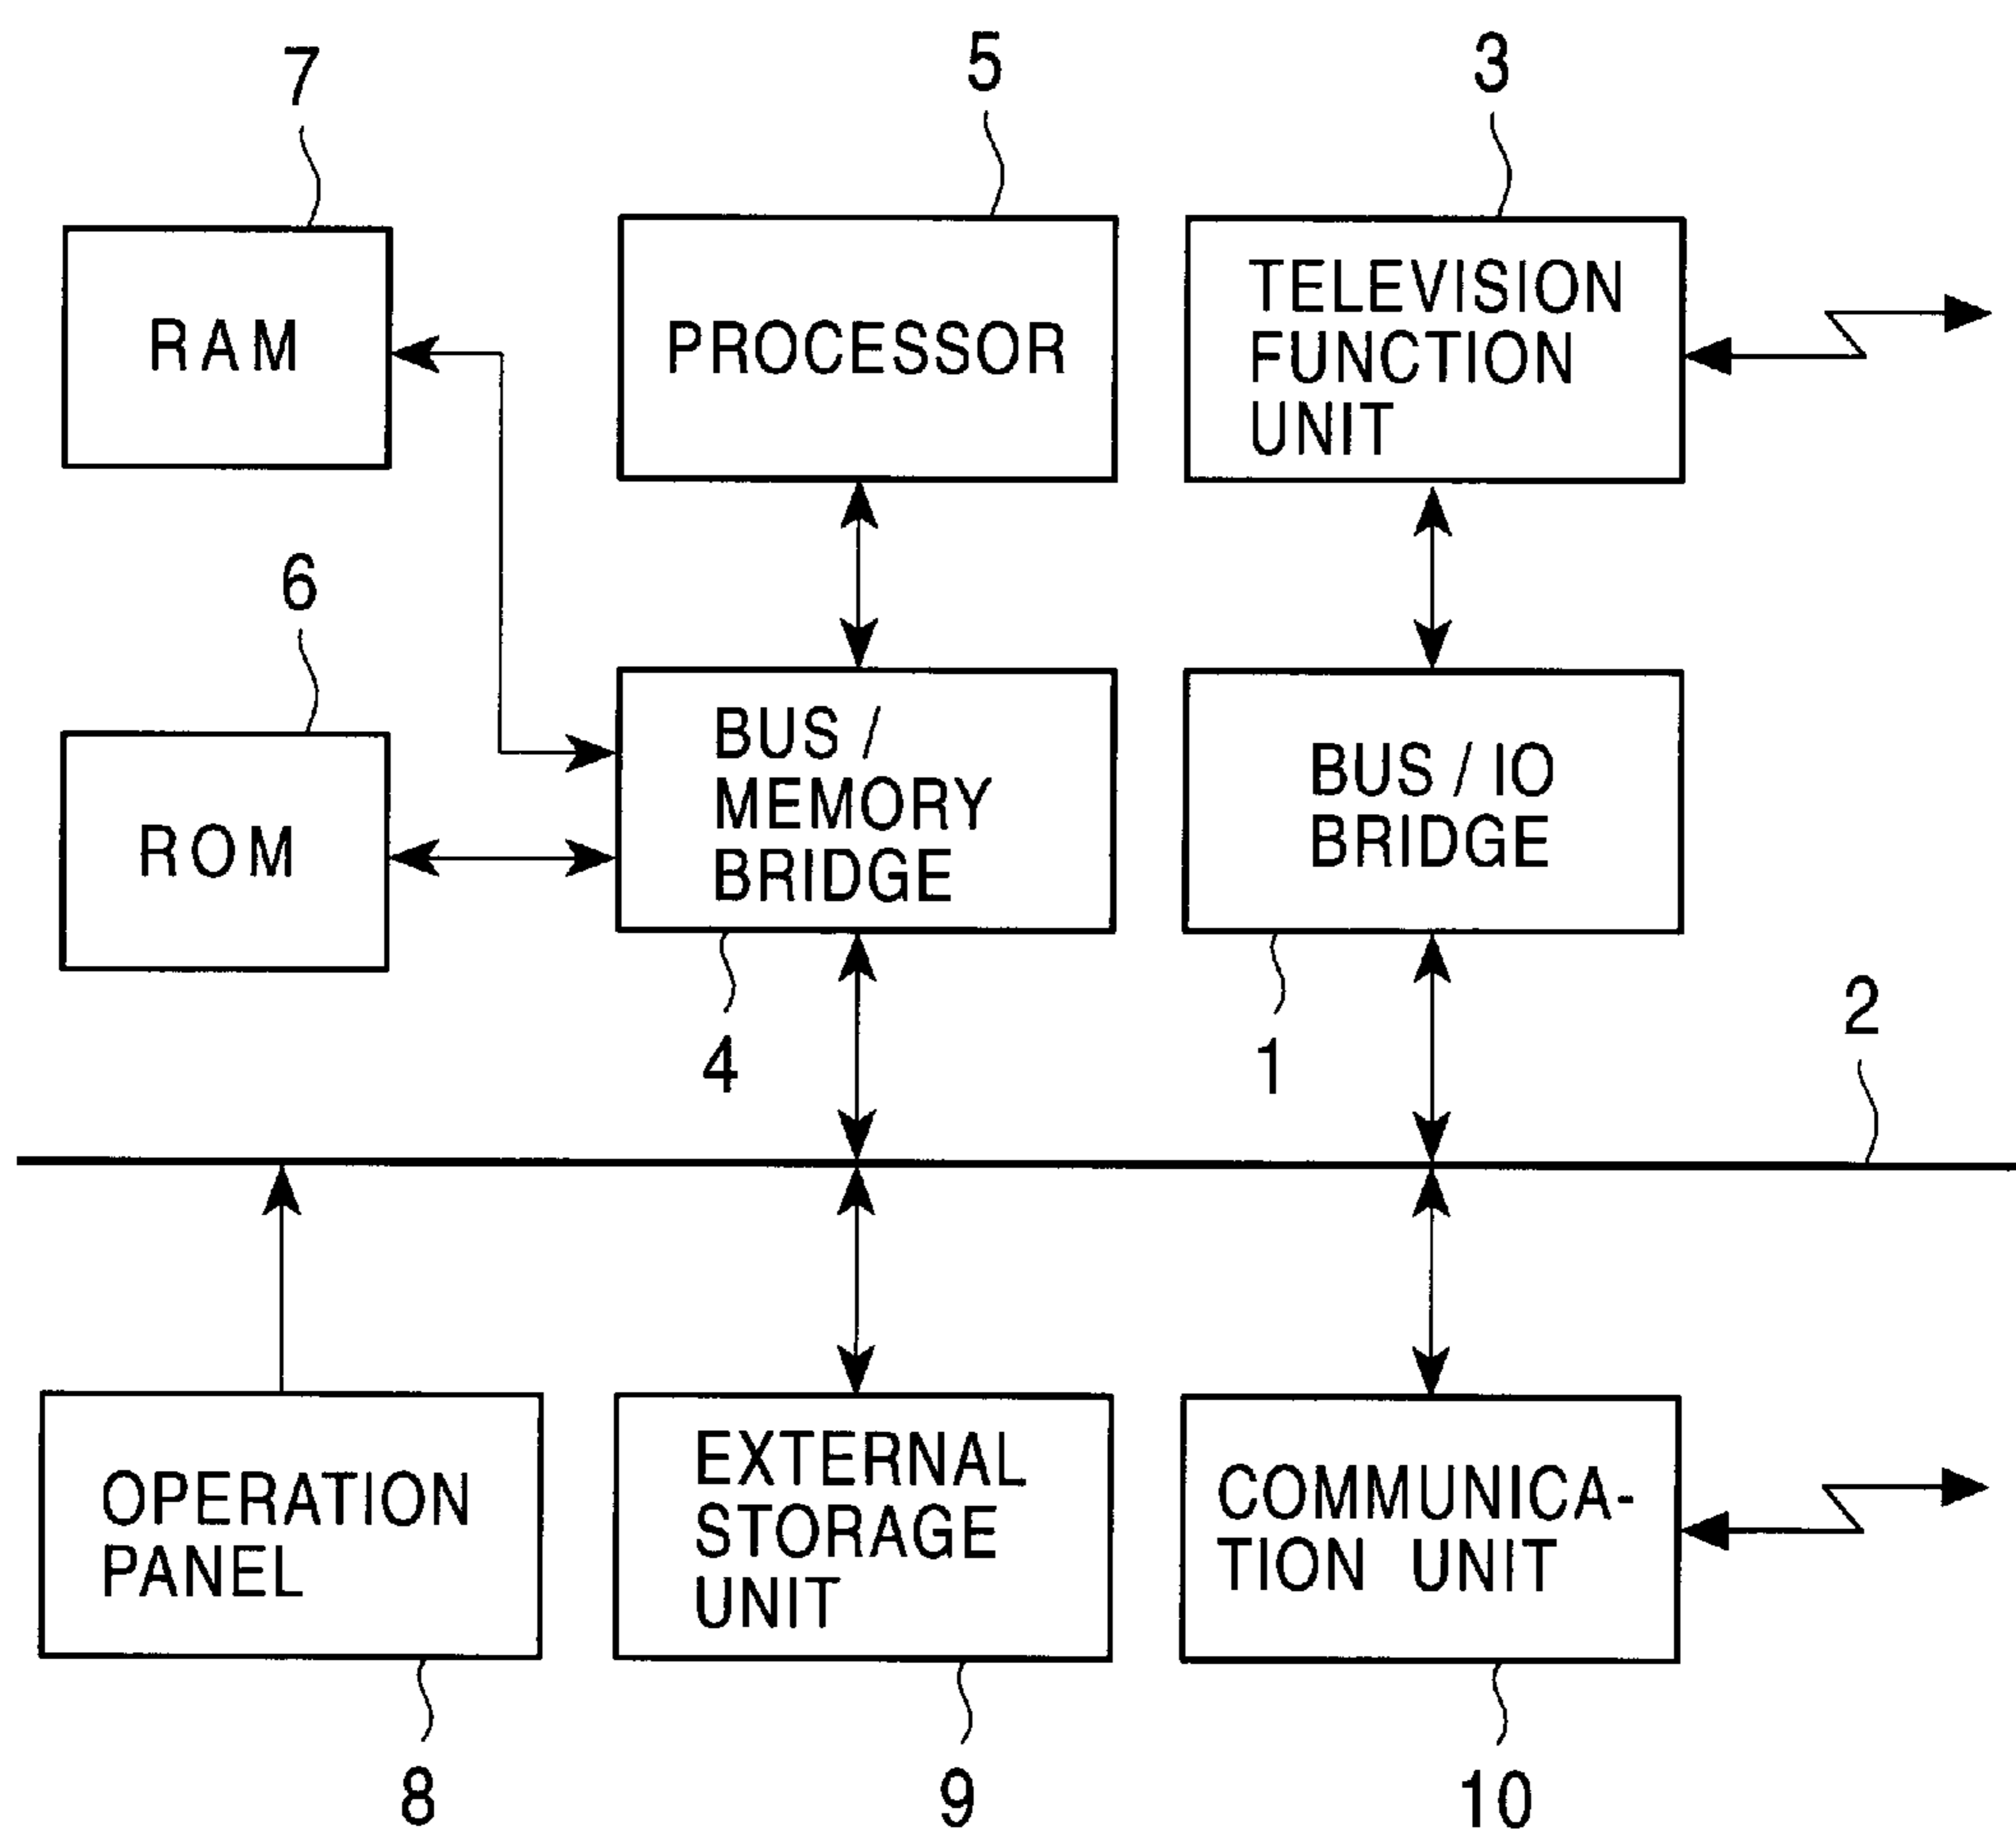 7
5
3
RAM
PROCESSOR
TELEVISION
FUNCTION
UNIT
6
ROM
BUS /
MEMORY
BRIDGE
BUS / IO
BRIDGE
4
1
2
OPERATION
PANEL
EXTERNAL
STORAGE
UNIT
COMMUNICA-
TION UNIT
8
9
10